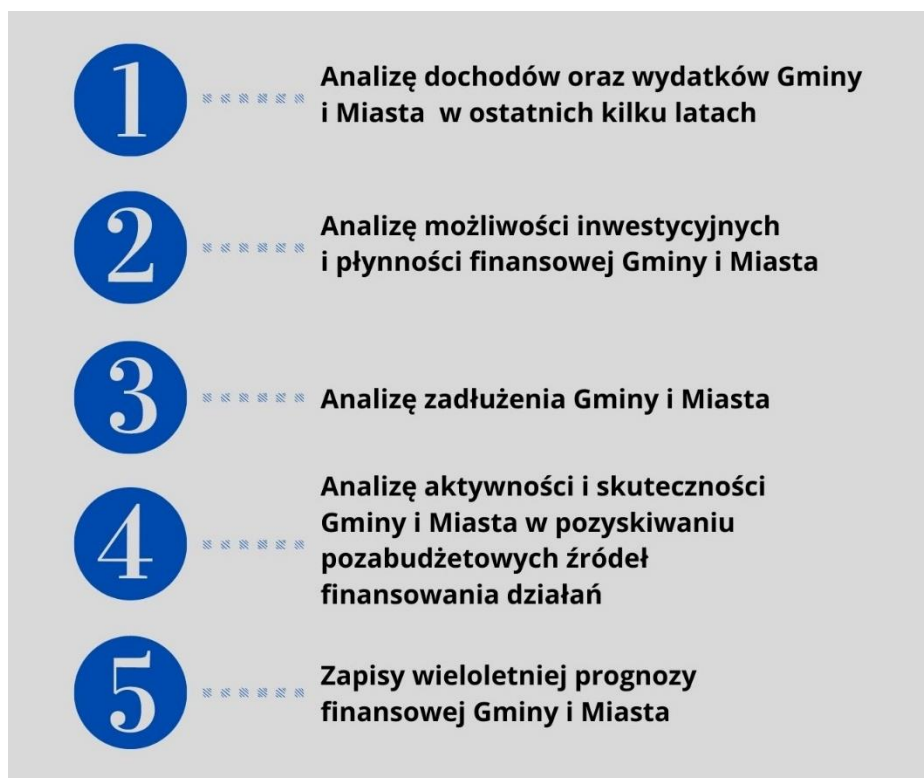 1
Analizę dochodów oraz wydatków Gminy
i Miasta w ostatnich kilku latach
2
Analizę możliwości inwestycyjnych
i płynności finansowej Gminy i Miasta
3
Analizę zadłużenia Gminy i Miasta
4
Analizę aktywności i skuteczności
Gminy i Miasta w pozyskiwaniu
pozabudżetowych źródeł
finansowania działań
5
Zapisy wieloletniej prognozy
finansowej Gminy i Miasta